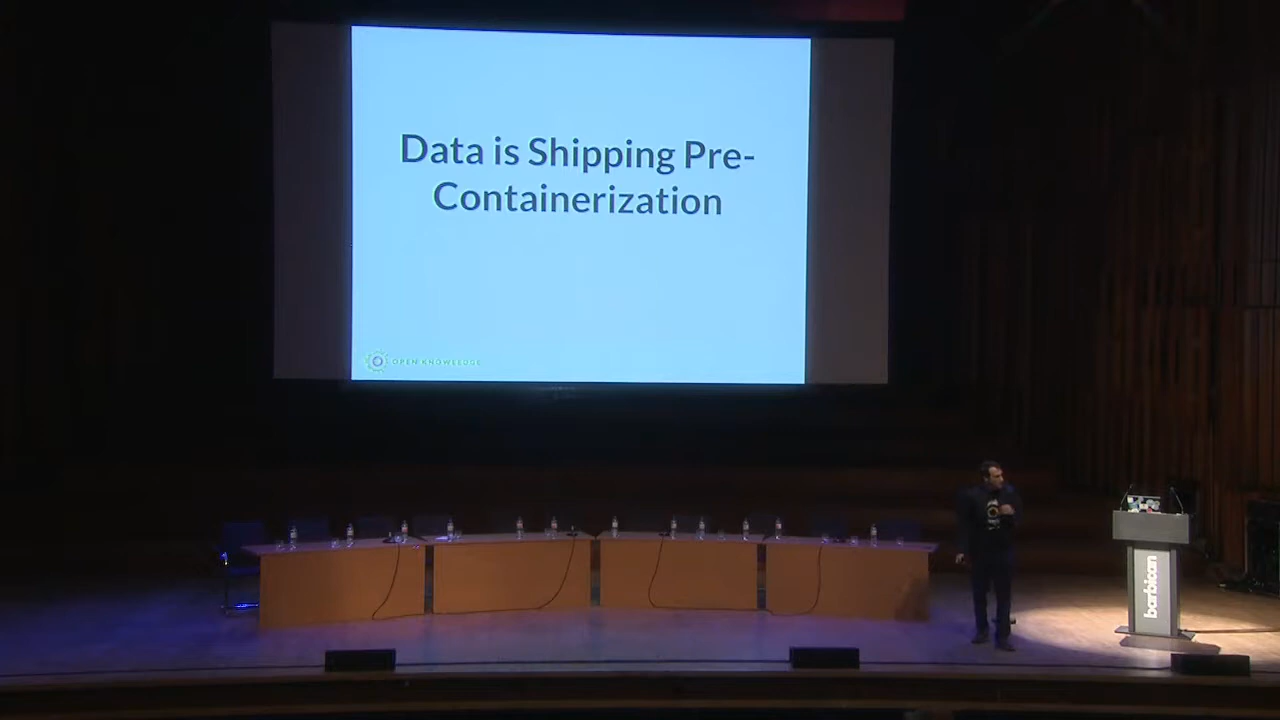 Data is Shipping Pre-
Containerization
OPEN KNOWLEDGE
barbican